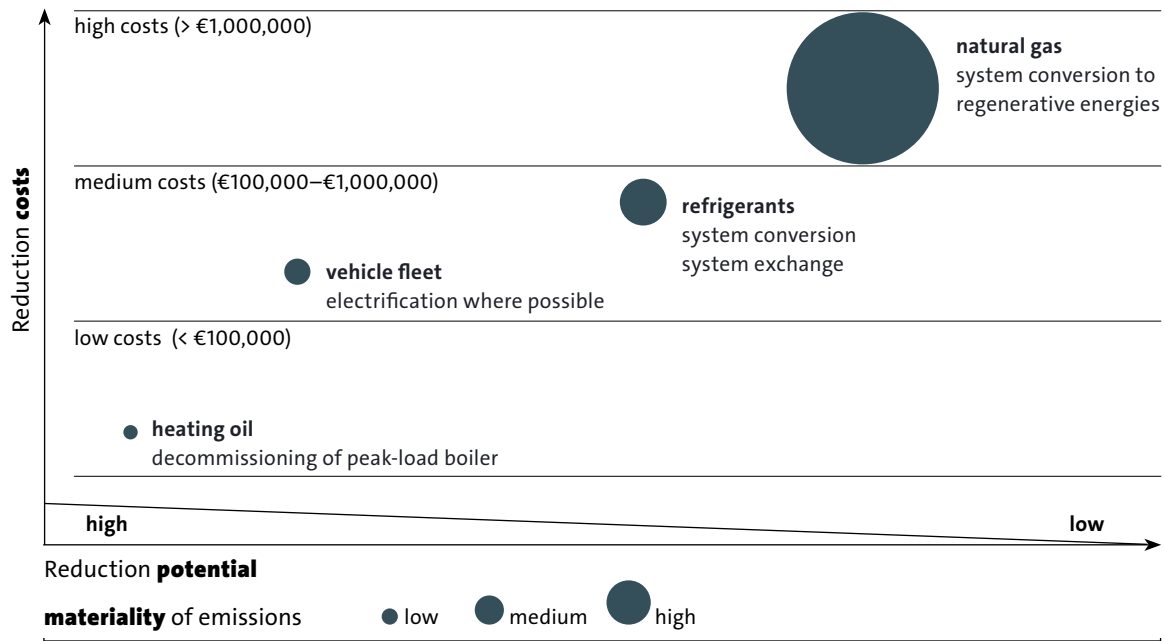 high costs (> €1,000,000)
natural gas
system conversion to
regenerative energies
Reduction costs
medium costs (€100,000–€1,000,000)
refrigerants
system conversion
system exchange
vehicle fleet
electrification where possible
low costs (< €100,000)
heating oil
decommissioning of peak-load boiler
high
low
Reduction potential
materiality of emissions
low
medium
high